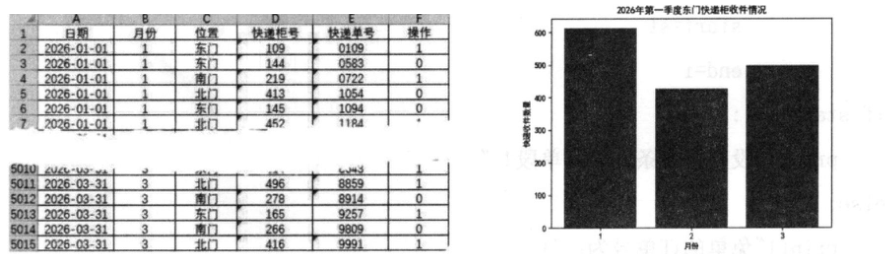 A B C D E F
1 日期 月份 位置 快递柜号 快递单号 操作
2 2026-01-01 1 东门 109 0109 1
3 2026-01-01 1 东门 144 0583 0
4 2026-01-01 1 南门 219 0722 1
5 2026-01-01 1 北门 413 1054 0
6 2026-01-01 1 东门 145 1094 0
7 2026-01-01 1 北门 452 1184
5010
5011 2026-03-31 3 北门 496 8859 1
5012 2026-03-31 3 南门 278 8914 0
5013 2026-03-31 3 东门 165 9257 1
5014 2026-03-31 3 南门 266 9809 0
5015 2026-03-31 3 北门 416 9991 1
2026年第一季度东门快递柜收件情况
快递收件数量
600
500
400
300
200
100
0
1 2 3
月份